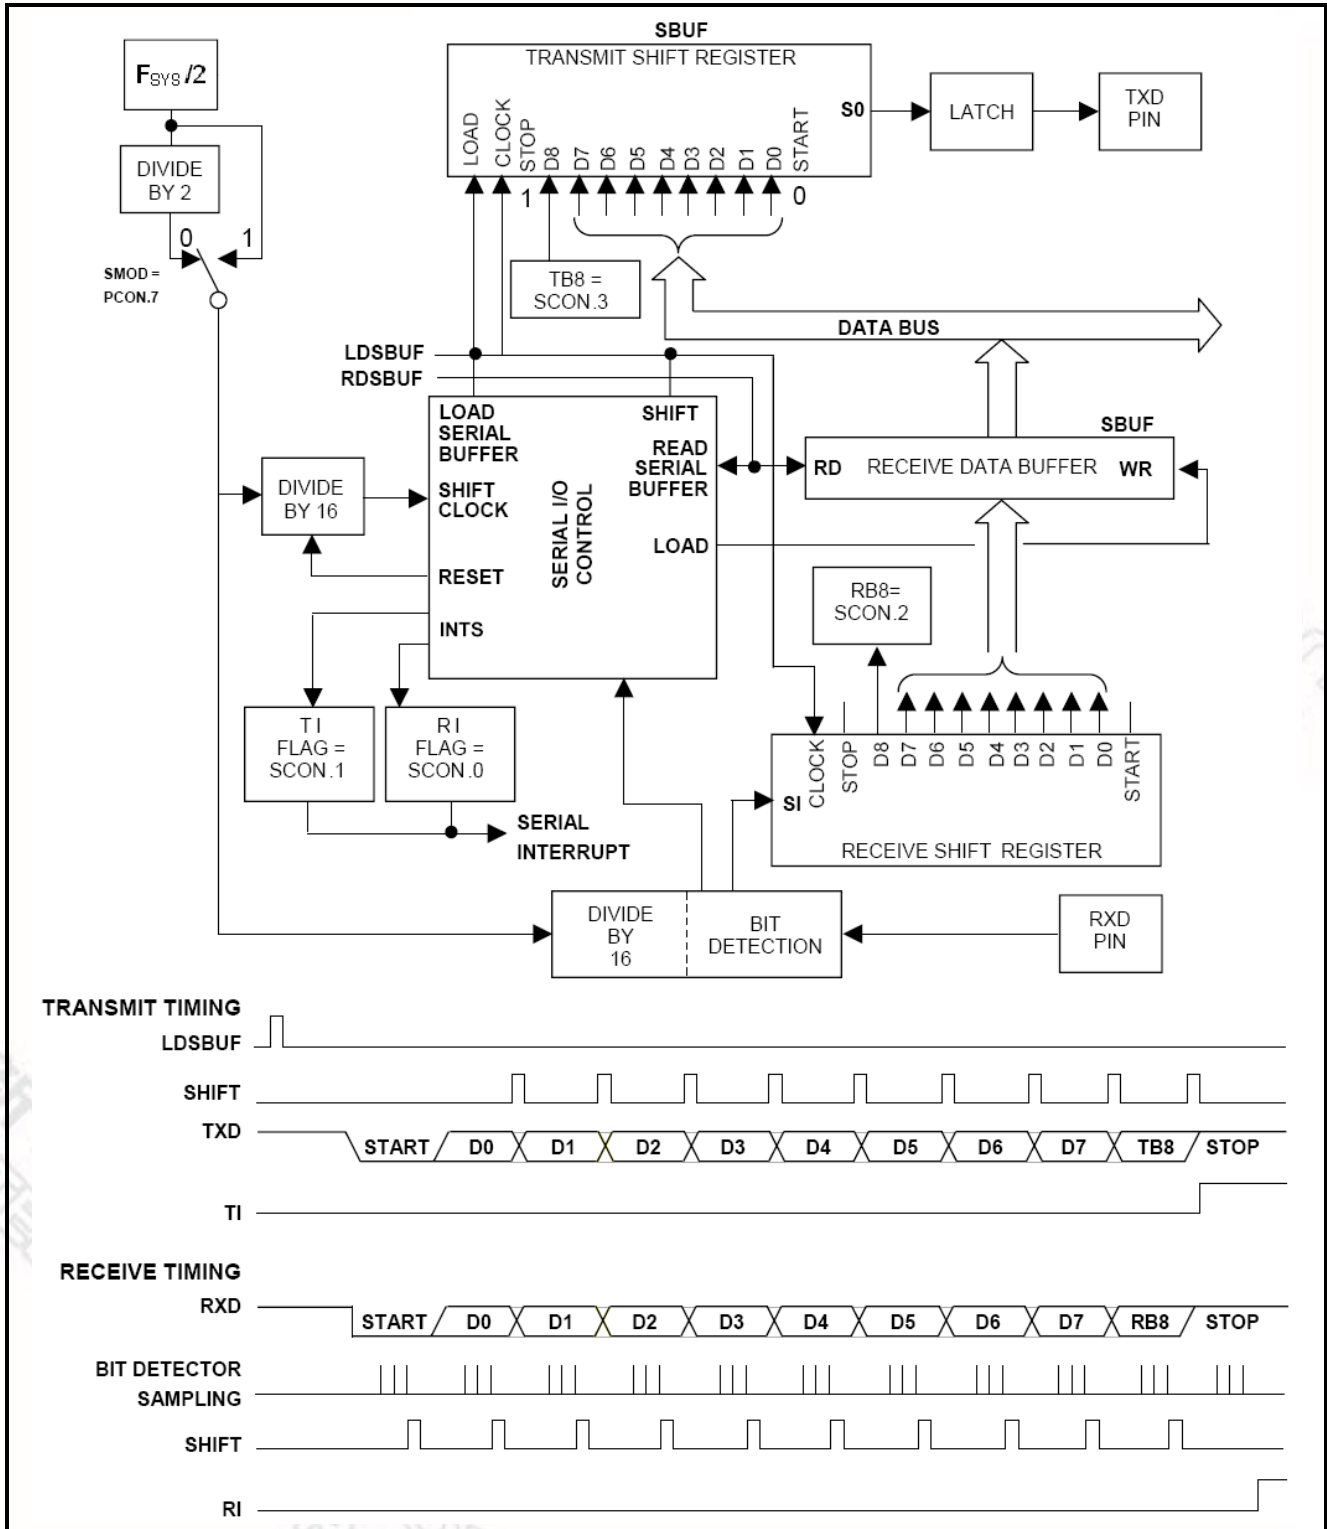 SBUF
TRANSMIT SHIFT REGISTER
LOAD
CLOCK
STOP
D8
D7
D6
D5
D4
D3
D2
D1
D0
START
S0
LATCH
TXD
PIN
FSYS /2
DIVIDE
BY 2
0
1
SMOD =
PCON.7
1
0
TB8 =
SCON.3
DATA BUS
LDSBUF
RDSBUF
LOAD
SERIAL
BUFFER
SHIFT
CLOCK
RESET
INTS
SERIAL I/O
CONTROL
SHIFT
READ
SERIAL
BUFFER
LOAD
DIVIDE
BY 16
SBUF
RD RECEIVE DATA BUFFER WR
RB8=
SCON.2
T I
FLAG =
SCON.1
R I
FLAG =
SCON.0
SERIAL
INTERRUPT
SI
CLOCK
STOP
D8
D7
D6
D5
D4
D3
D2
D1
D0
START
RECEIVE SHIFT REGISTER
DIVIDE
BY
16
BIT
DETECTION
RXD
PIN
TRANSMIT TIMING
LDSBUF
SHIFT
TXD START D0 D1 D2 D3 D4 D5 D6 D7 TB8 STOP
TI
RECEIVE TIMING
RXD START D0 D1 D2 D3 D4 D5 D6 D7 RB8 STOP
BIT DETECTOR
SAMPLING
SHIFT
RI